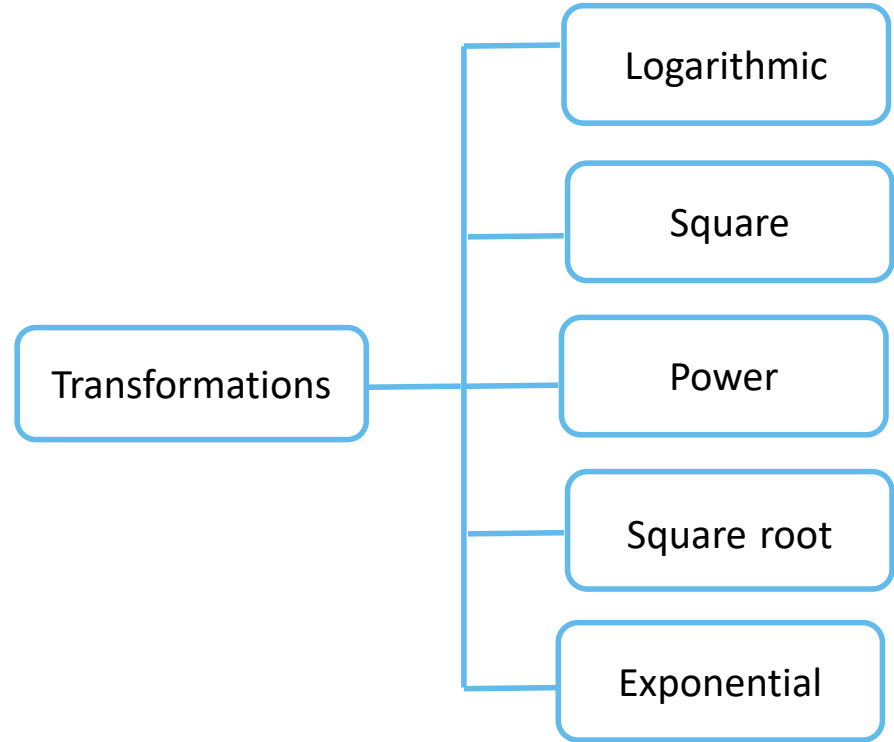 Logarithmic
Square
Transformations
Power
Square root
Exponential